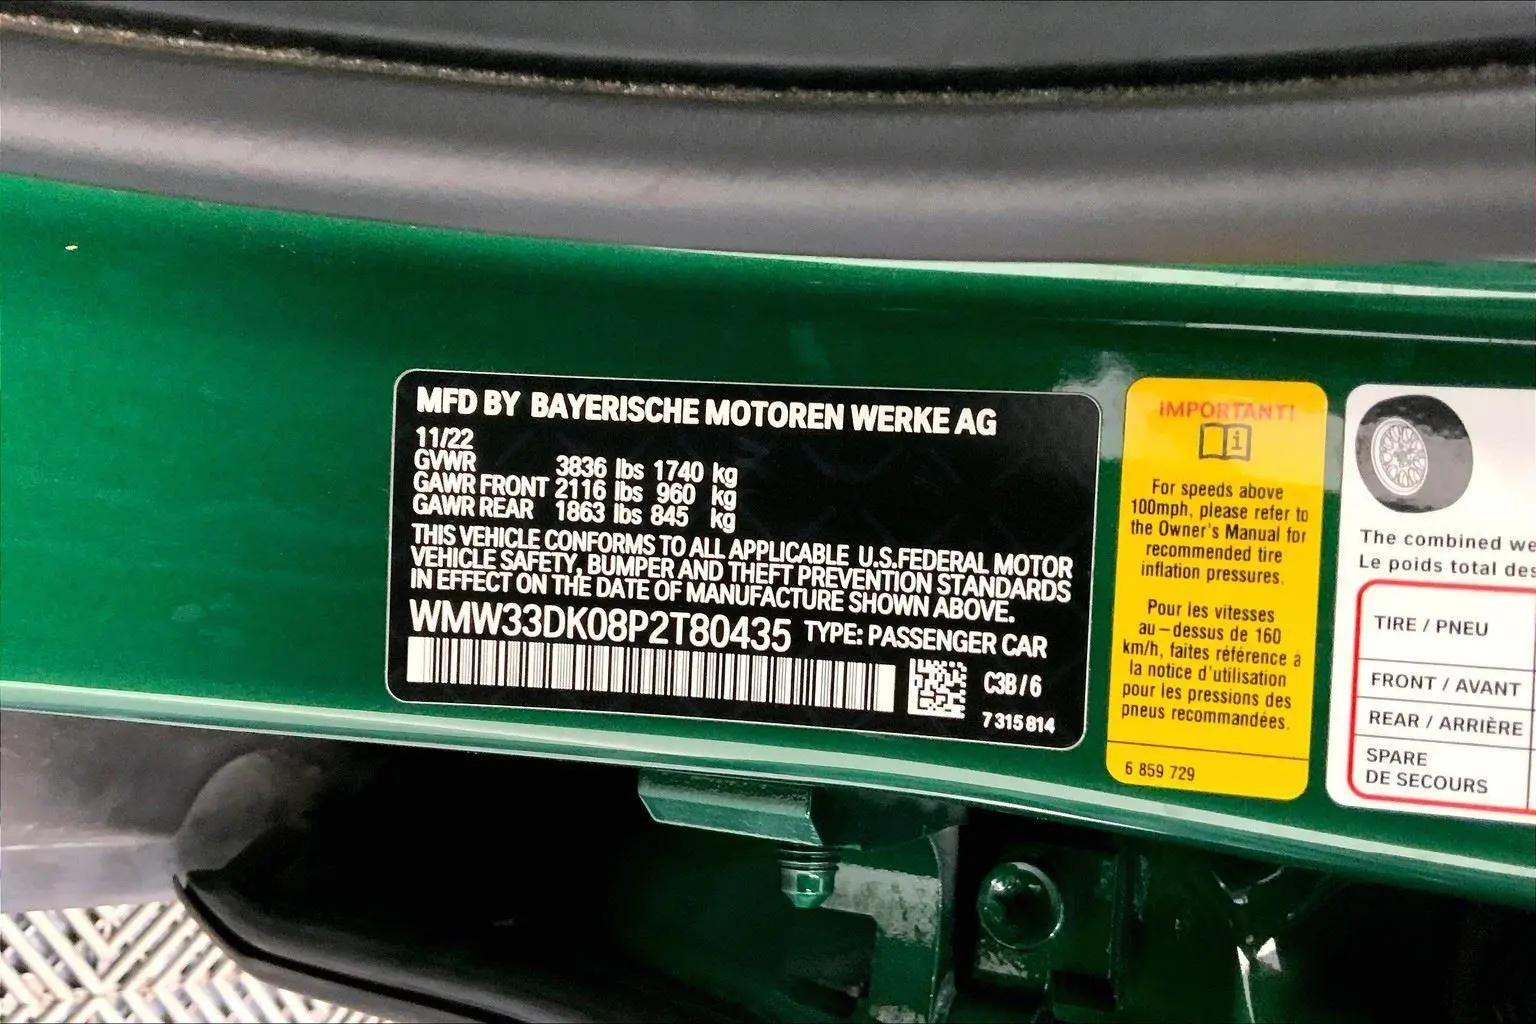 MFD BY BAYERISCHE MOTOREN WERKE AG
11/22
GVWR 3836 lbs 1740 kg
GAWR FRONT 2116 lbs 960 kg
GAWR REAR 1863 lbs 845 kg
THIS VEHICLE CONFORMS TO ALL APPLICABLE U.S.FEDERAL MOTOR
VEHICLE SAFETY, BUMPER AND THEFT PREVENTION STANDARDS
IN EFFECT ON THE DATE OF MANUFACTURE SHOWN ABOVE.
WMW33DK08P2T80435 TYPE: PASSENGER CAR
C3B/6
7 315 814
IMPORTANT!
For speeds above
100mph, please refer to
the Owner's Manual for
recommended tire
inflation pressures.
Pour les vitesses
au-dessus de 160
km/h, faites référence à
la notice d'utilisation
pour les pressions des
pneus recommandées.
6 859 729
The combined we
Le poids total des
TIRE / PNEU
FRONT / AVANT
REAR / ARRIÈRE
SPARE
DE SECOURS